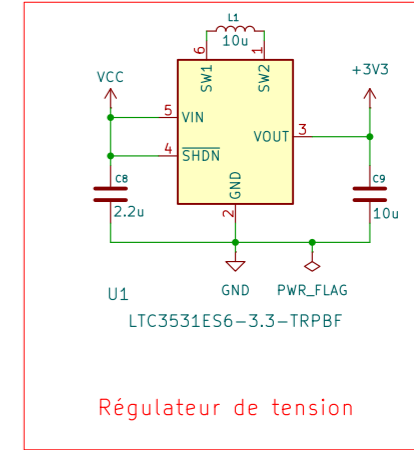 L1
10u
6
1
SW1
SW2
VCC
+3V3
5
VIN
VOUT
3
4
SHDN
GND
2
C8
2.2u
C9
10u
GND
PWR_FLAG
U1
LTC3531ES6-3.3-TRPBF
Régulateur de tension